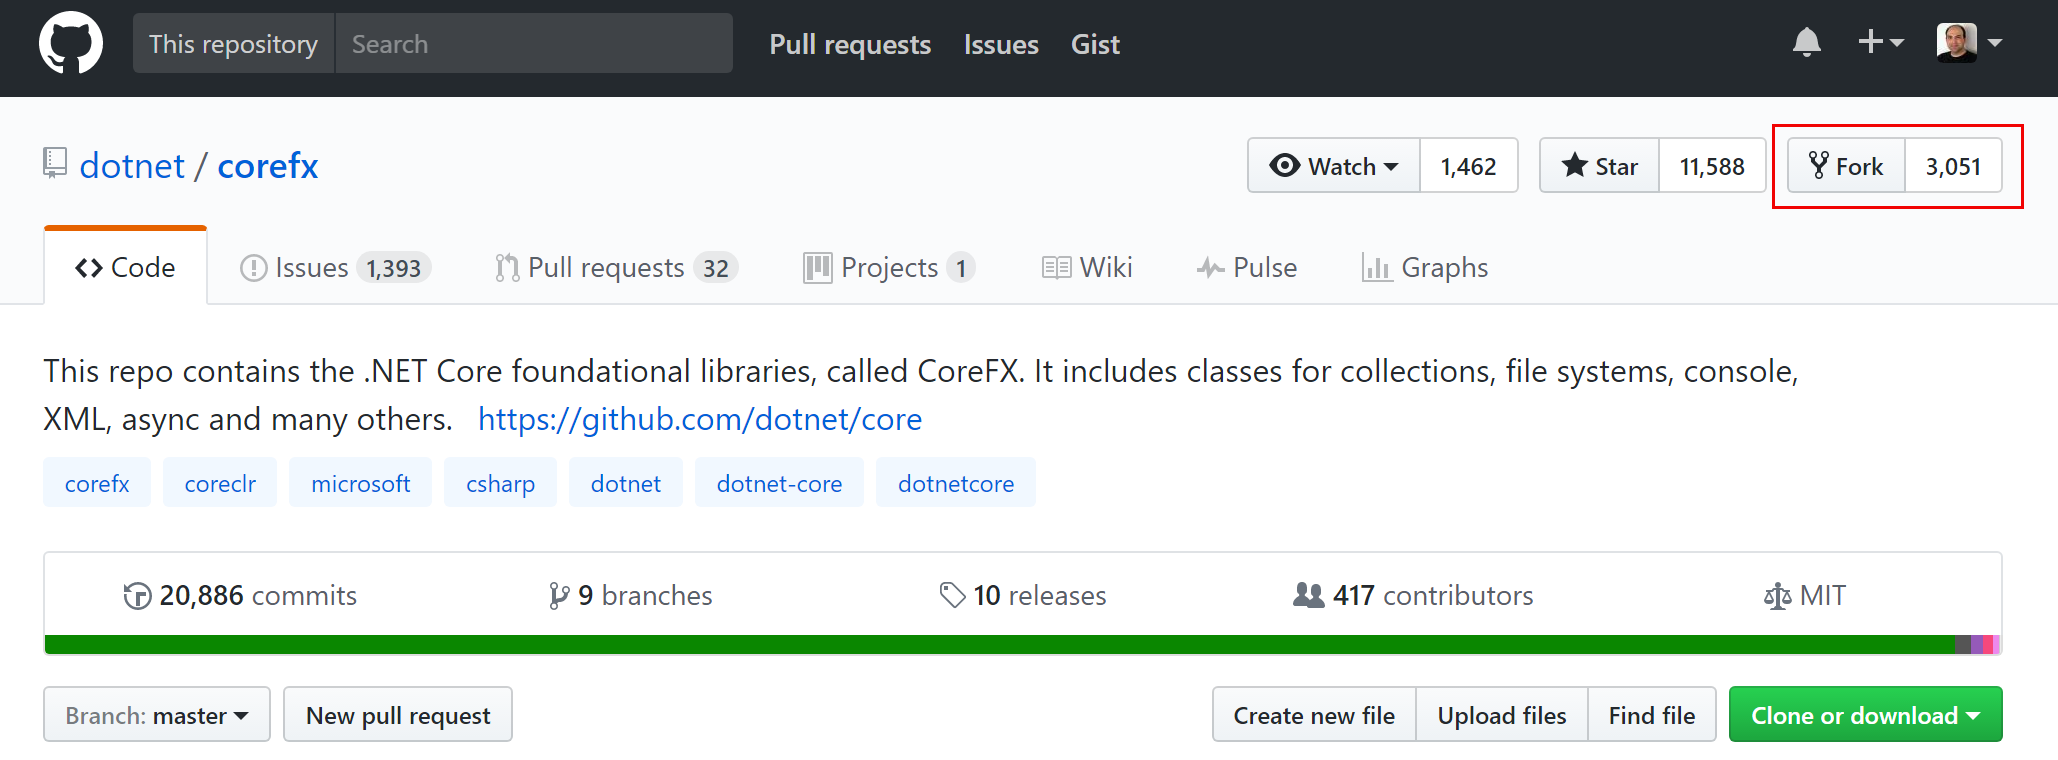 This repository Search Pull requests Issues Gist
dotnet / corefx Watch 1,462 Star 11,588 Fork 3,051
Code Issues 1,393 Pull requests 32 Projects 1 Wiki Pulse Graphs
This repo contains the .NET Core foundational libraries, called CoreFX. It includes classes for collections, file systems, console,
XML, async and many others. https://github.com/dotnet/core
corefx coreclr microsoft csharp dotnet dotnet-core dotnetcore
20,886 commits 9 branches 10 releases 417 contributors MIT
Branch: master New pull request Create new file Upload files Find file Clone or download